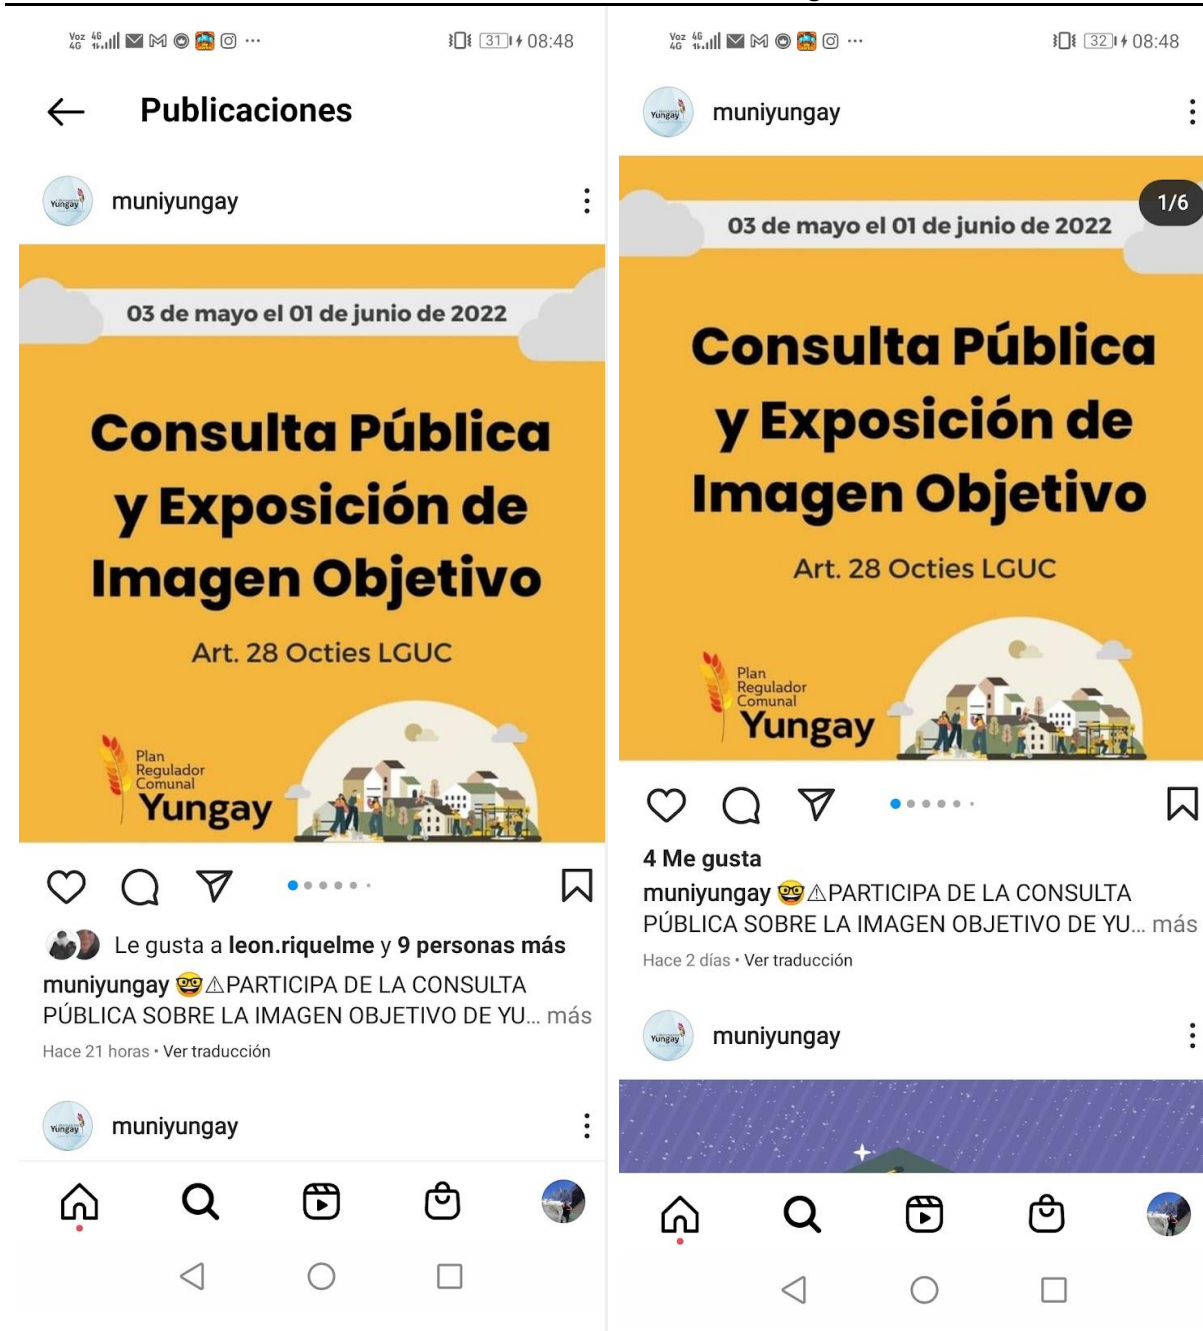 Voz 4G 4G 31 08:48
Publicaciones
Yungay
muniyungay
03 de mayo el 01 de junio de 2022
Consulta Pública
y Exposición de
Imagen Objetivo
Art. 28 Octies LGUC
Plan
Regulador
Comunal
Yungay
Le gusta a leon.riquelme y 9 personas más
muniyungay 🤓⚠PARTICIPA DE LA CONSULTA
PÚBLICA SOBRE LA IMAGEN OBJETIVO DE YU... más
Hace 21 horas • Ver traducción
Yungay
muniyungay
Voz 4G 4G 32 08:48
Yungay
muniyungay
1/6
03 de mayo el 01 de junio de 2022
Consulta Pública
y Exposición de
Imagen Objetivo
Art. 28 Octies LGUC
Plan
Regulador
Comunal
Yungay
4 Me gusta
muniyungay 🤓⚠PARTICIPA DE LA CONSULTA
PÚBLICA SOBRE LA IMAGEN OBJETIVO DE YU... más
Hace 2 días • Ver traducción
Yungay
muniyungay